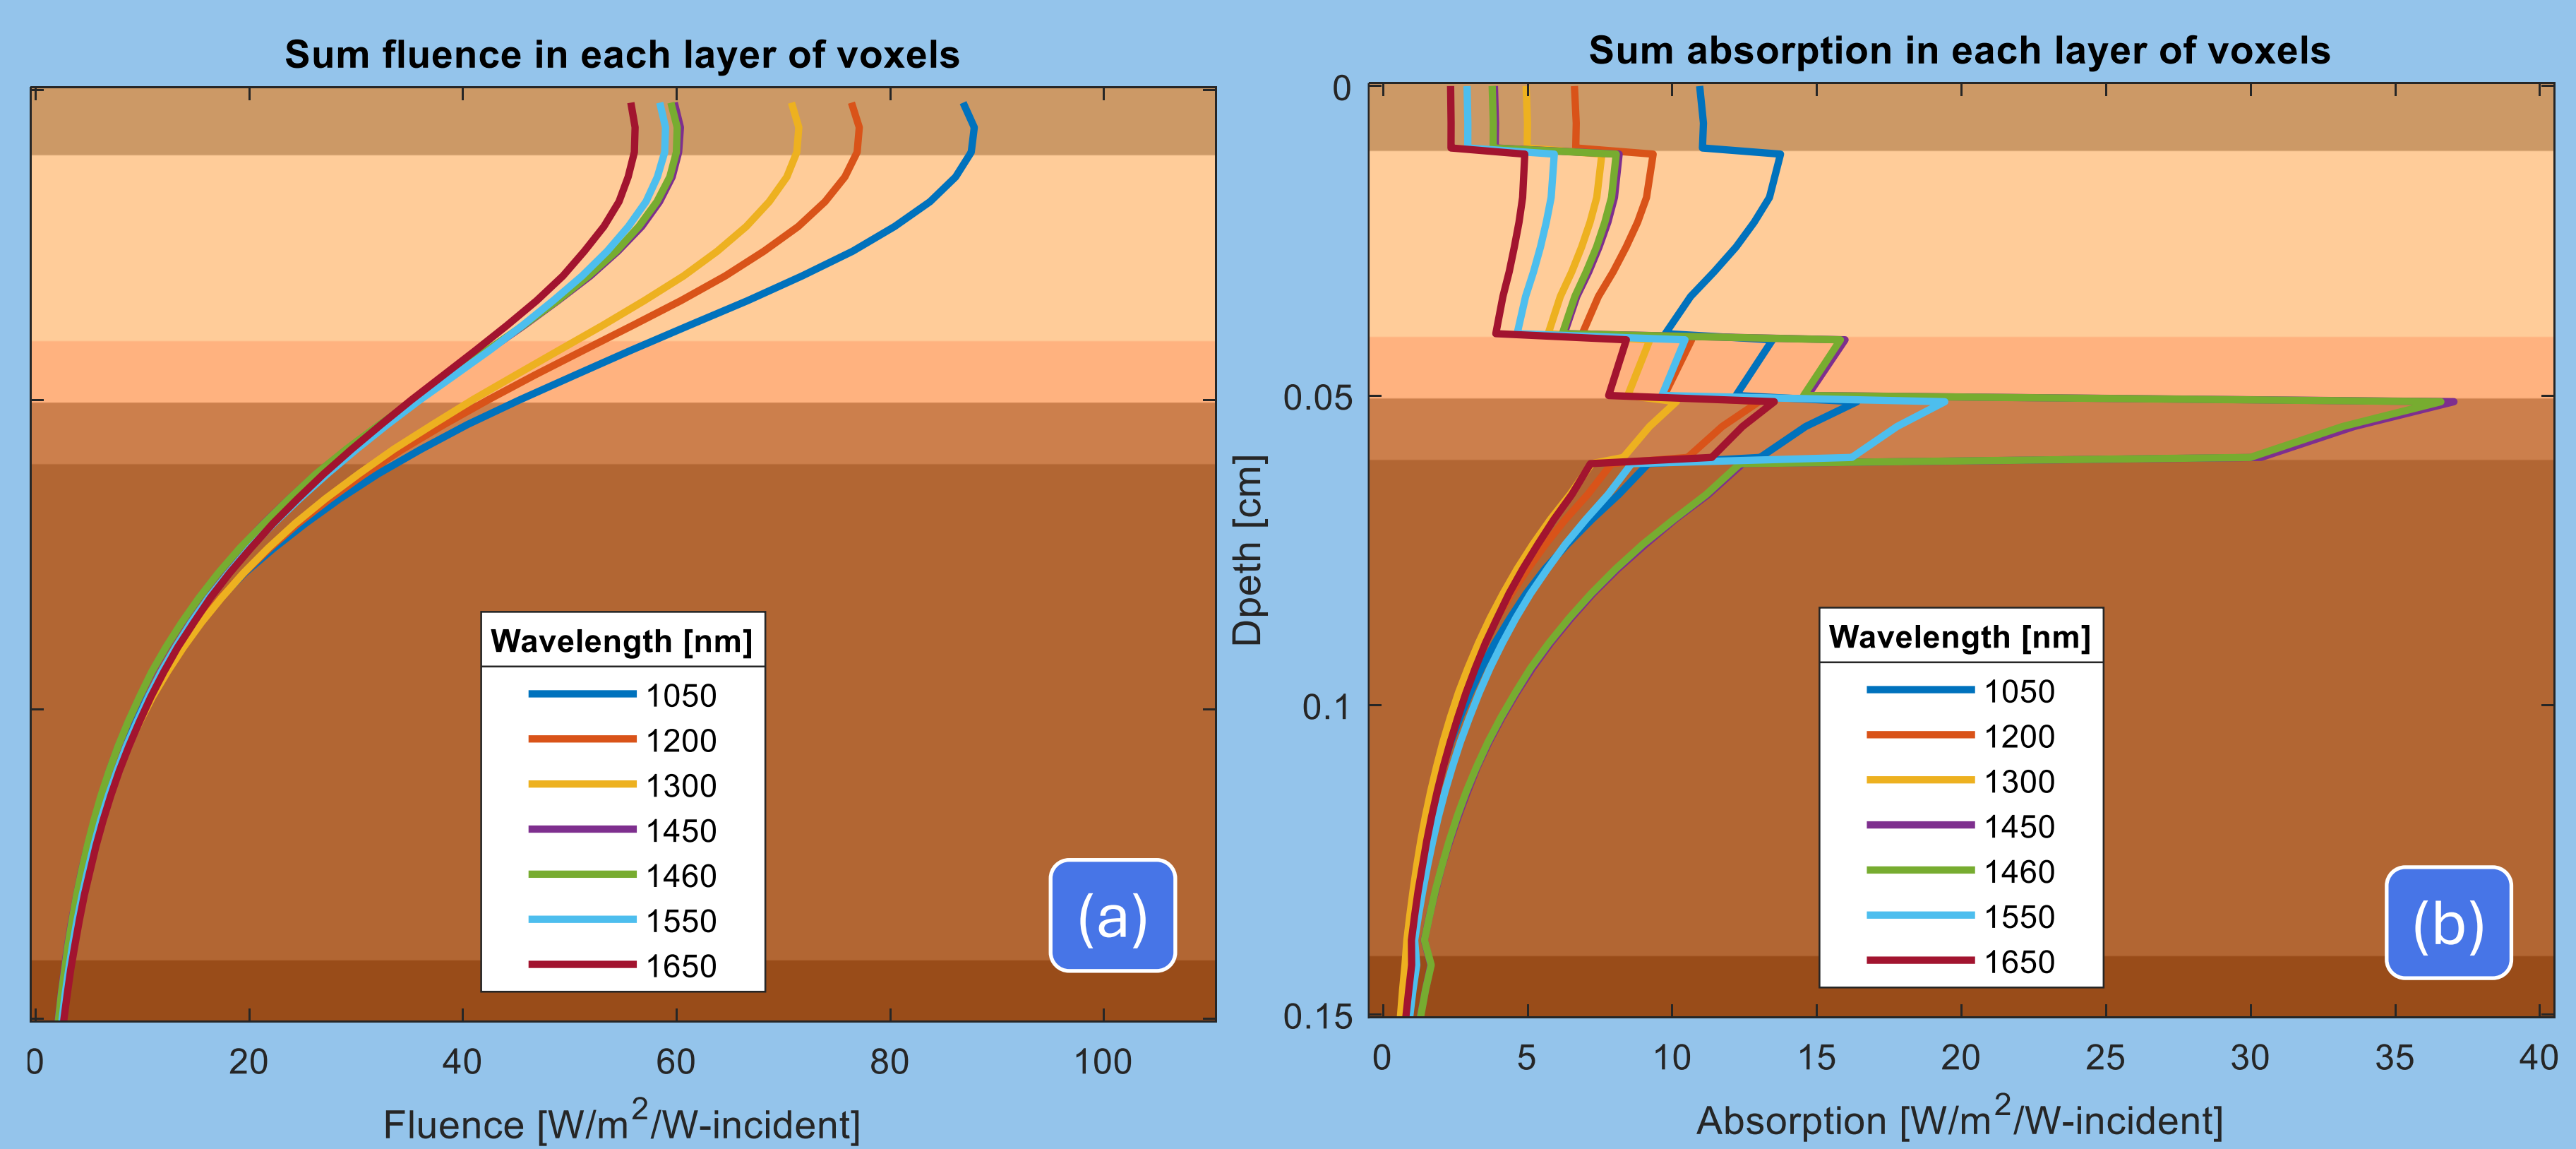 Sum fluence in each layer of voxels
Wavelength [nm]
1050
1200
1300
1450
1460
1550
1650
(a)
0 20 40 60 80 100
Fluence [W/m²/W-incident]
Sum absorption in each layer of voxels
0
0.05
0.1
0.15
Dpeth [cm]
Wavelength [nm]
1050
1200
1300
1450
1460
1550
1650
(b)
0 5 10 15 20 25 30 35 40
Absorption [W/m²/W-incident]